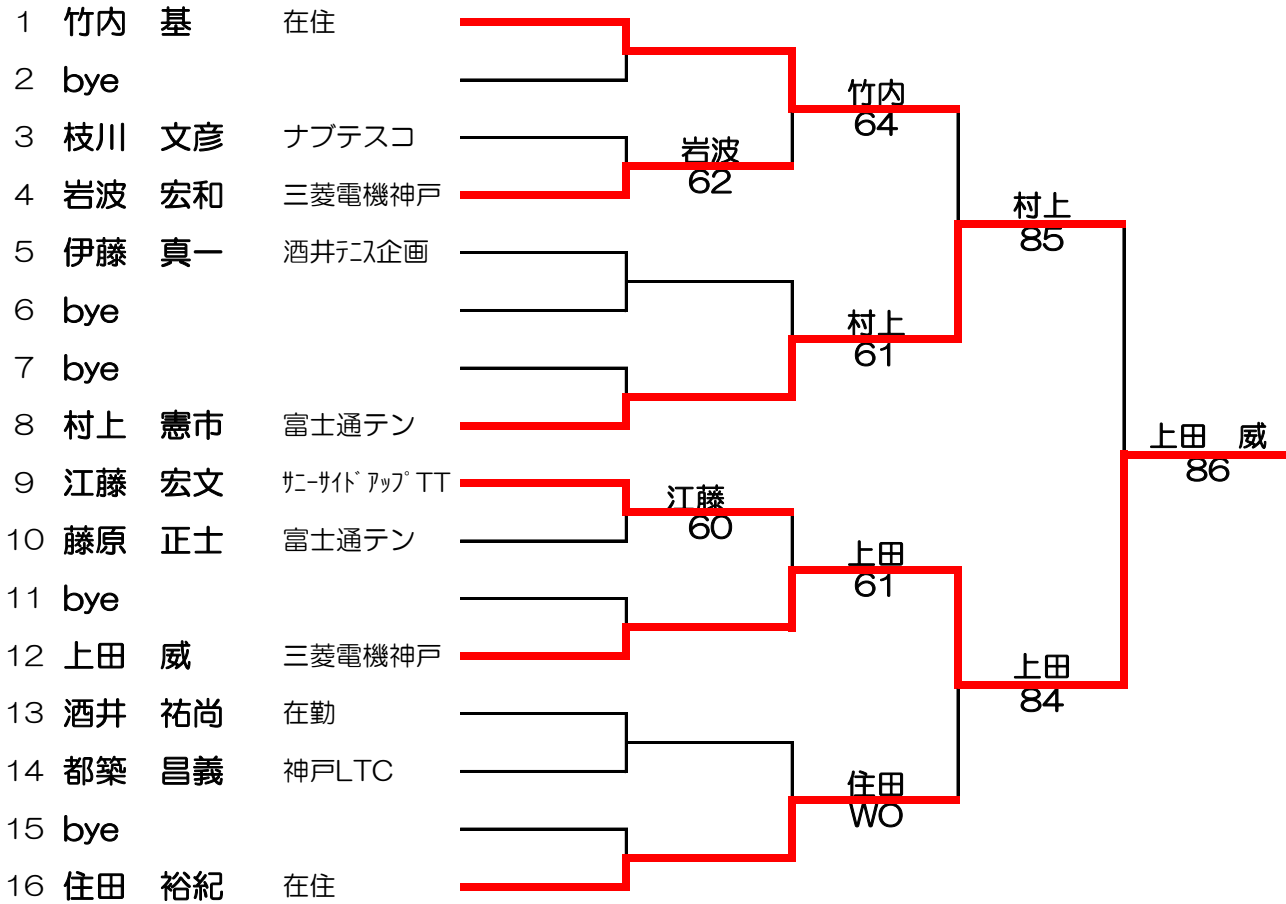 1 竹内 基 在住
2 bye
3 枝川 文彦 ナブテスコ
4 岩波 宏和 三菱電機神戸
5 伊藤 真一 酒井ﾃﾆｽ企画
6 bye
7 bye
8 村上 憲市 富士通テン
9 江藤 宏文 ｻﾆｰｻｲﾄﾞｱｯﾌﾟTT
10 藤原 正士 富士通テン
11 bye
12 上田 威 三菱電機神戸
13 酒井 祐尚 在勤
14 都築 昌義 神戸LTC
15 bye
16 住田 裕紀 在住
岩波
62
江藤
60
竹内
64
村上
61
上田
61
住田
WO
村上
85
上田
84
上田 威
86